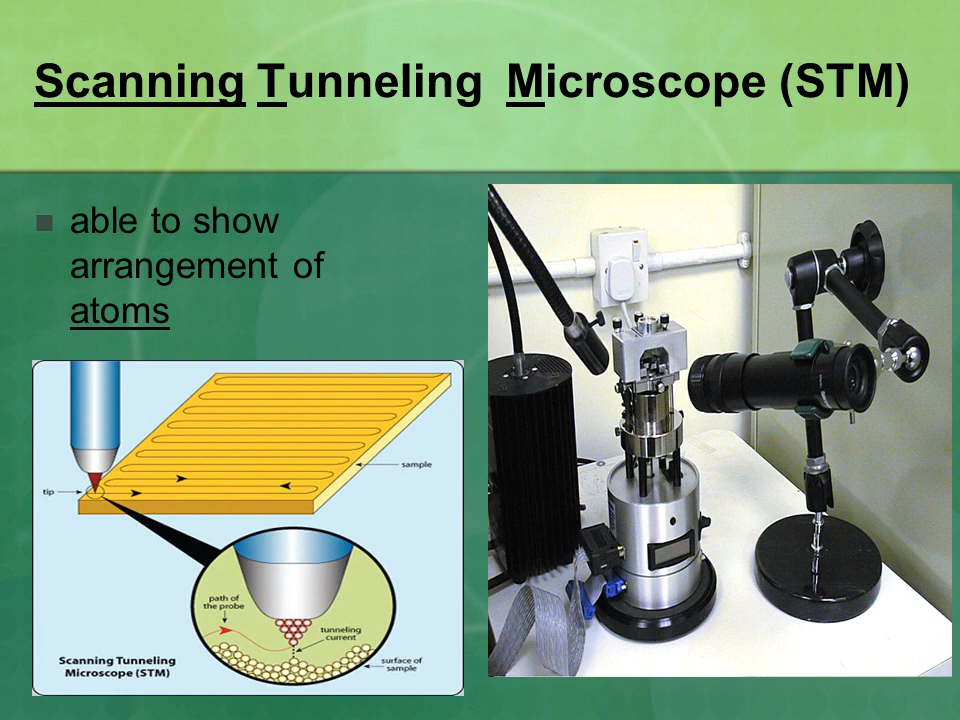 Scanning Tunneling Microscope (STM)
able to show
arrangement of
atoms
sample
tip
path of
the probe
tunneling
current
surface of
sample
Scanning Tunneling
Microscope (STM)